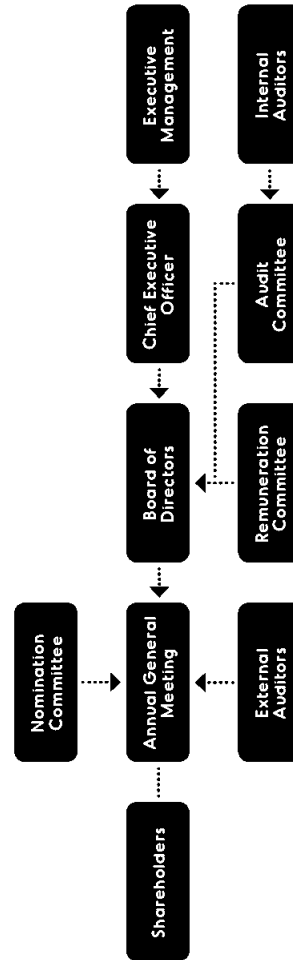 Nomination
Committee
Shareholders
Annual General
Meeting
Board of
Directors
Chief Executive
Officer
Executive
Management
External
Auditors
Remuneration
Committee
Audit
Committee
Internal
Auditors